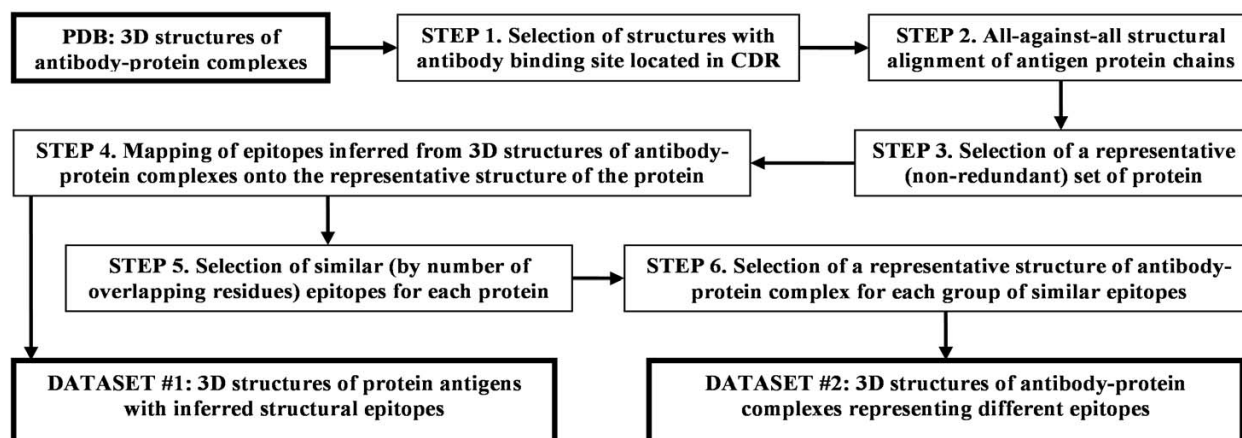 PDB: 3D structures of
antibody-protein complexes
STEP 1. Selection of structures with
antibody binding site located in CDR
STEP 2. All-against-all structural
alignment of antigen protein chains
STEP 4. Mapping of epitopes inferred from 3D structures of antibody-
protein complexes onto the representative structure of the protein
STEP 3. Selection of a representative
(non-redundant) set of protein
STEP 5. Selection of similar (by number of
overlapping residues) epitopes for each protein
STEP 6. Selection of a representative structure of antibody-
protein complex for each group of similar epitopes
DATASET #1: 3D structures of protein antigens
with inferred structural epitopes
DATASET #2: 3D structures of antibody-protein
complexes representing different epitopes